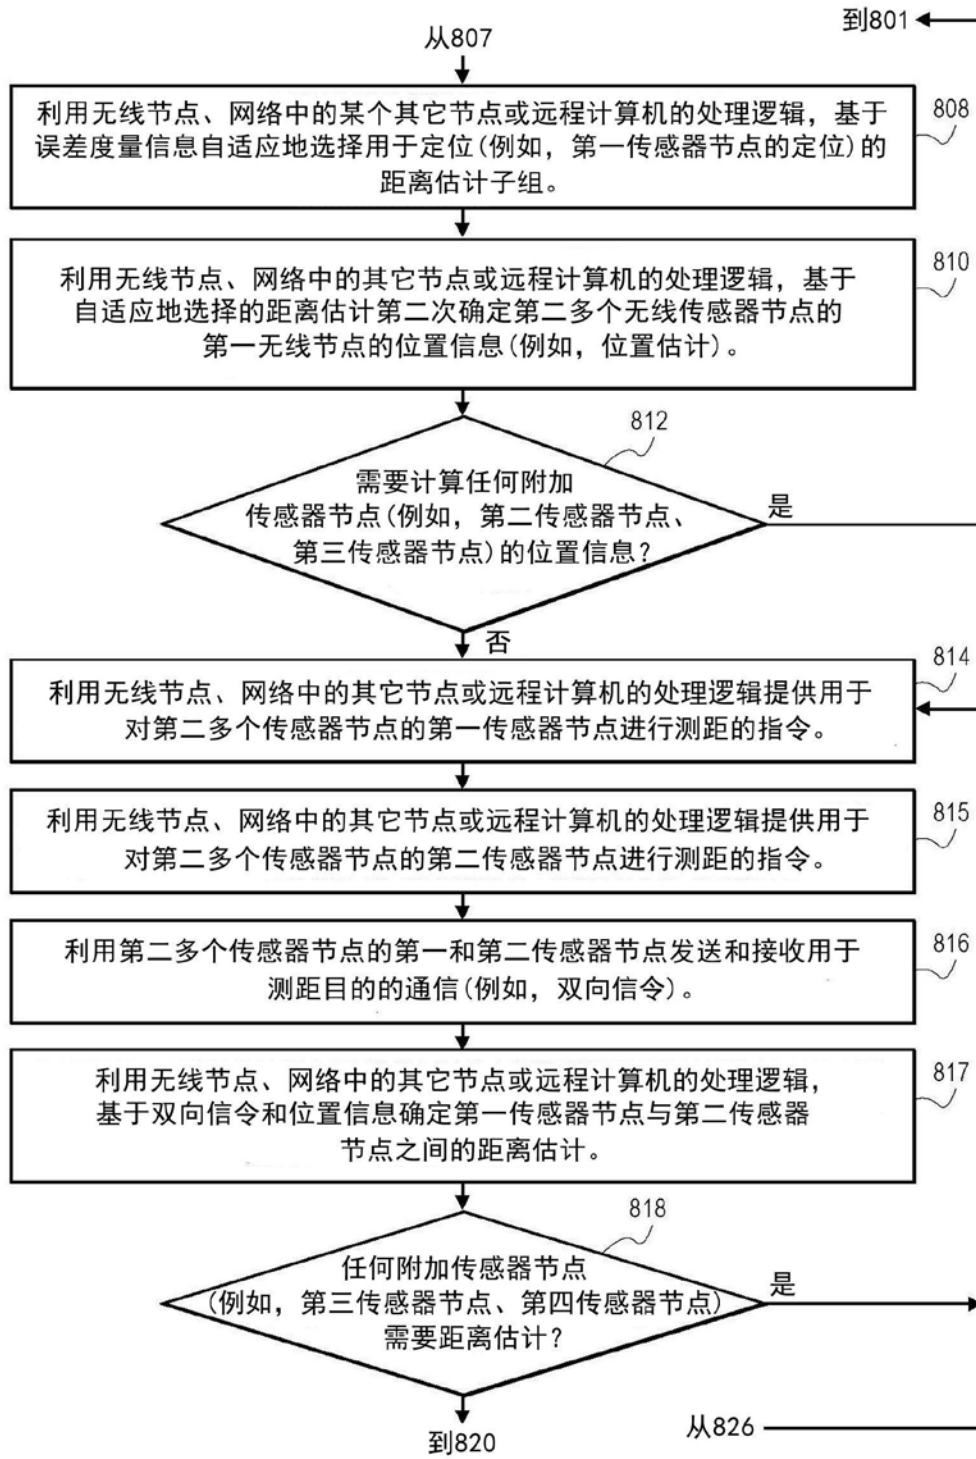 到801
从807
利用无线节点、网络中的某个其它节点或远程计算机的处理逻辑，基于
误差度量信息自适应地选择用于定位(例如，第一传感器节点的定位)的
距离估计子组。
808
利用无线节点、网络中的其它节点或远程计算机的处理逻辑，基于
自适应地选择的距离估计第二次确定第二多个无线传感器节点的
第一无线节点的位置信息(例如，位置估计)。
810
812
需要计算任何附加
传感器节点(例如，第二传感器节点、
第三传感器节点)的位置信息?
是
否
利用无线节点、网络中的其它节点或远程计算机的处理逻辑提供用于
对第二多个传感器节点的第一传感器节点进行测距的指令。
814
利用无线节点、网络中的其它节点或远程计算机的处理逻辑提供用于
对第二多个传感器节点的第二传感器节点进行测距的指令。
815
利用第二多个传感器节点的第一和第二传感器节点发送和接收用于
测距目的的通信(例如，双向信令)。
816
利用无线节点、网络中的其它节点或远程计算机的处理逻辑，
基于双向信令和位置信息确定第一传感器节点与第二传感器
节点之间的距离估计。
817
818
任何附加传感器节点
(例如，第三传感器节点、第四传感器节点)
需要距离估计?
是
从826
到820